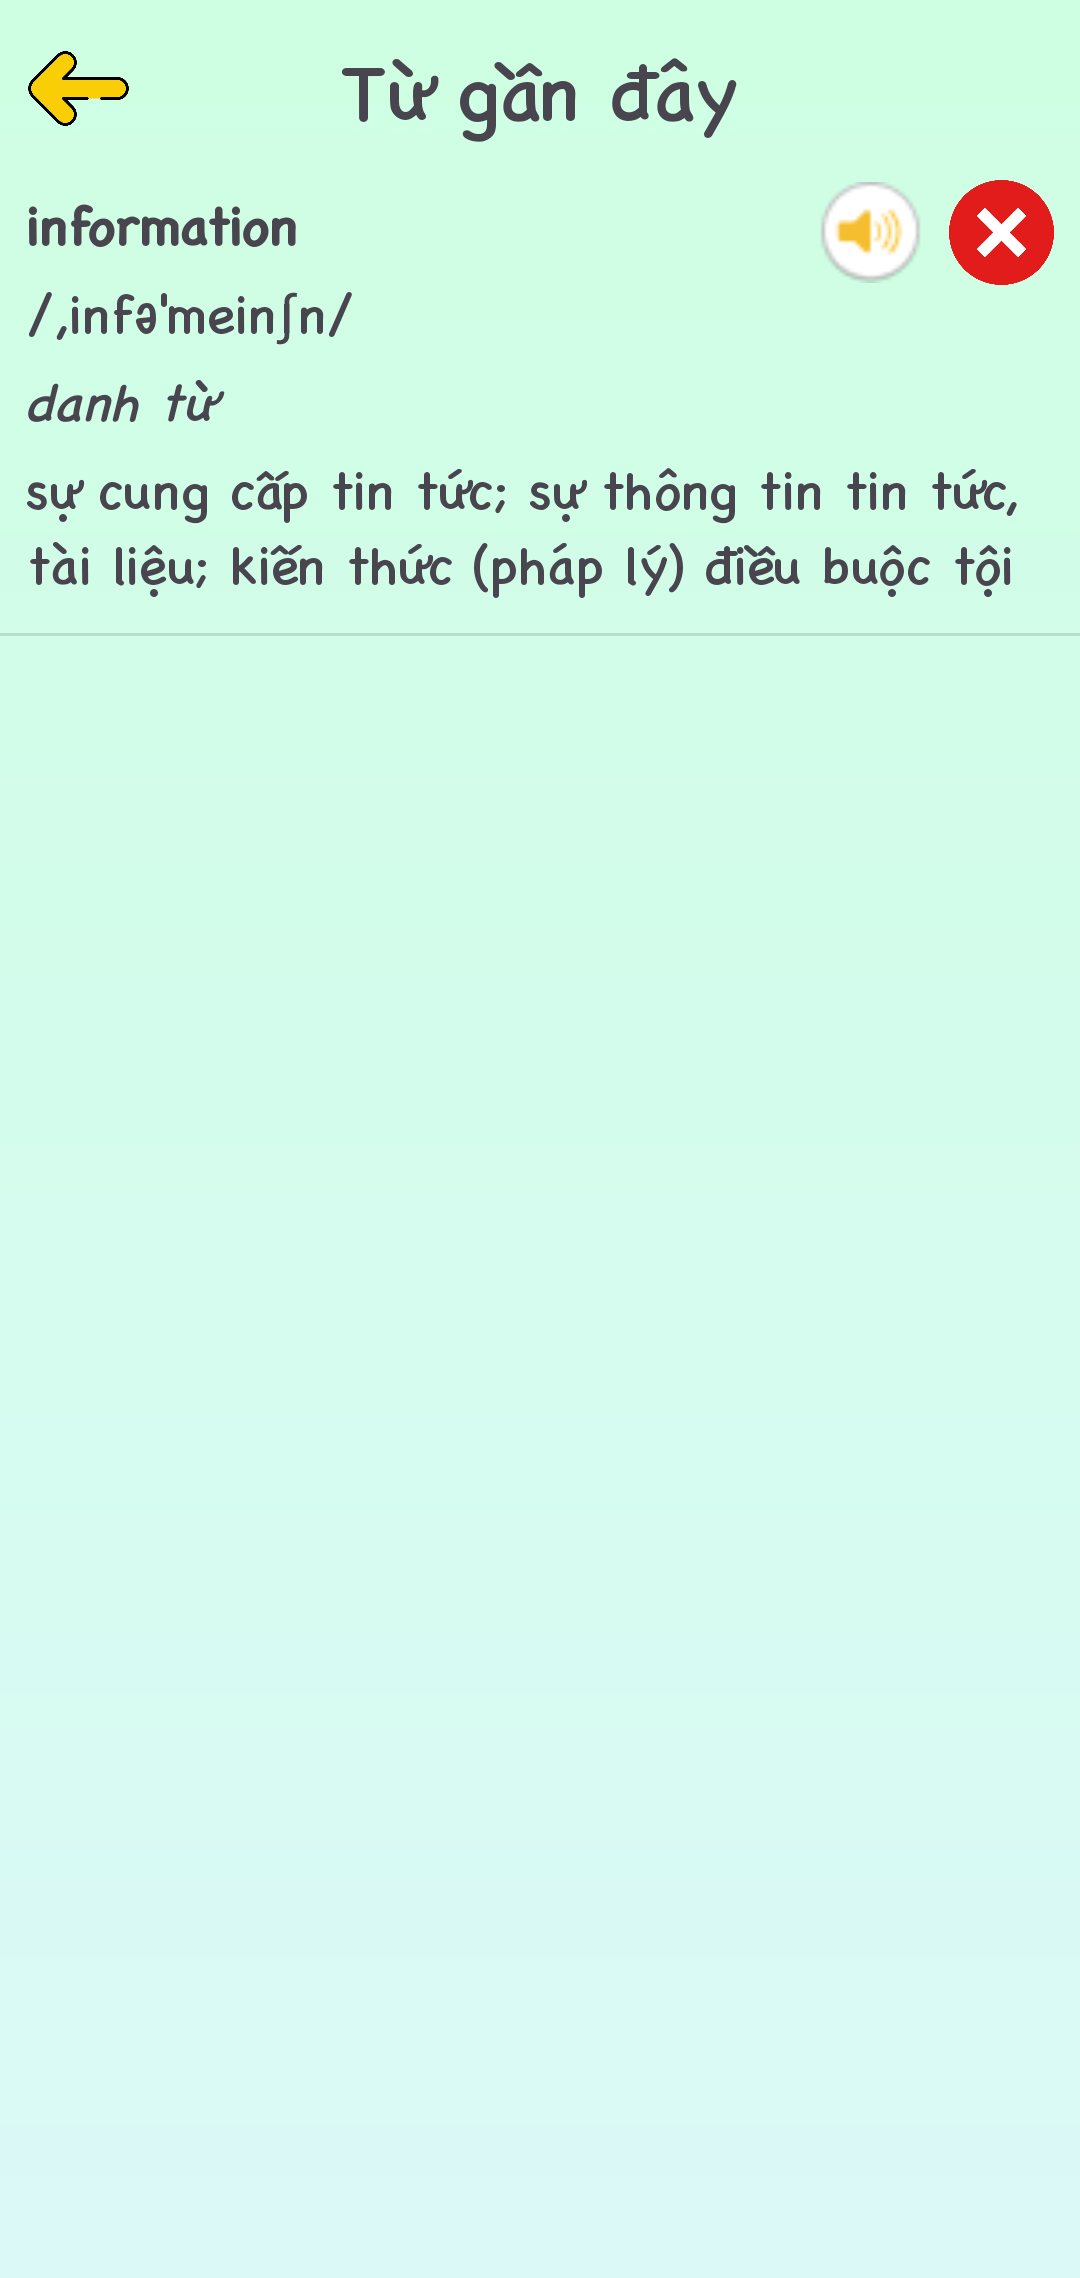 Từ gần đây
information
/,infə'meinʃn/
danh từ
sự cung cấp tin tức; sự thông tin tin tức,
tài liệu; kiến thức (pháp lý) điều buộc tội